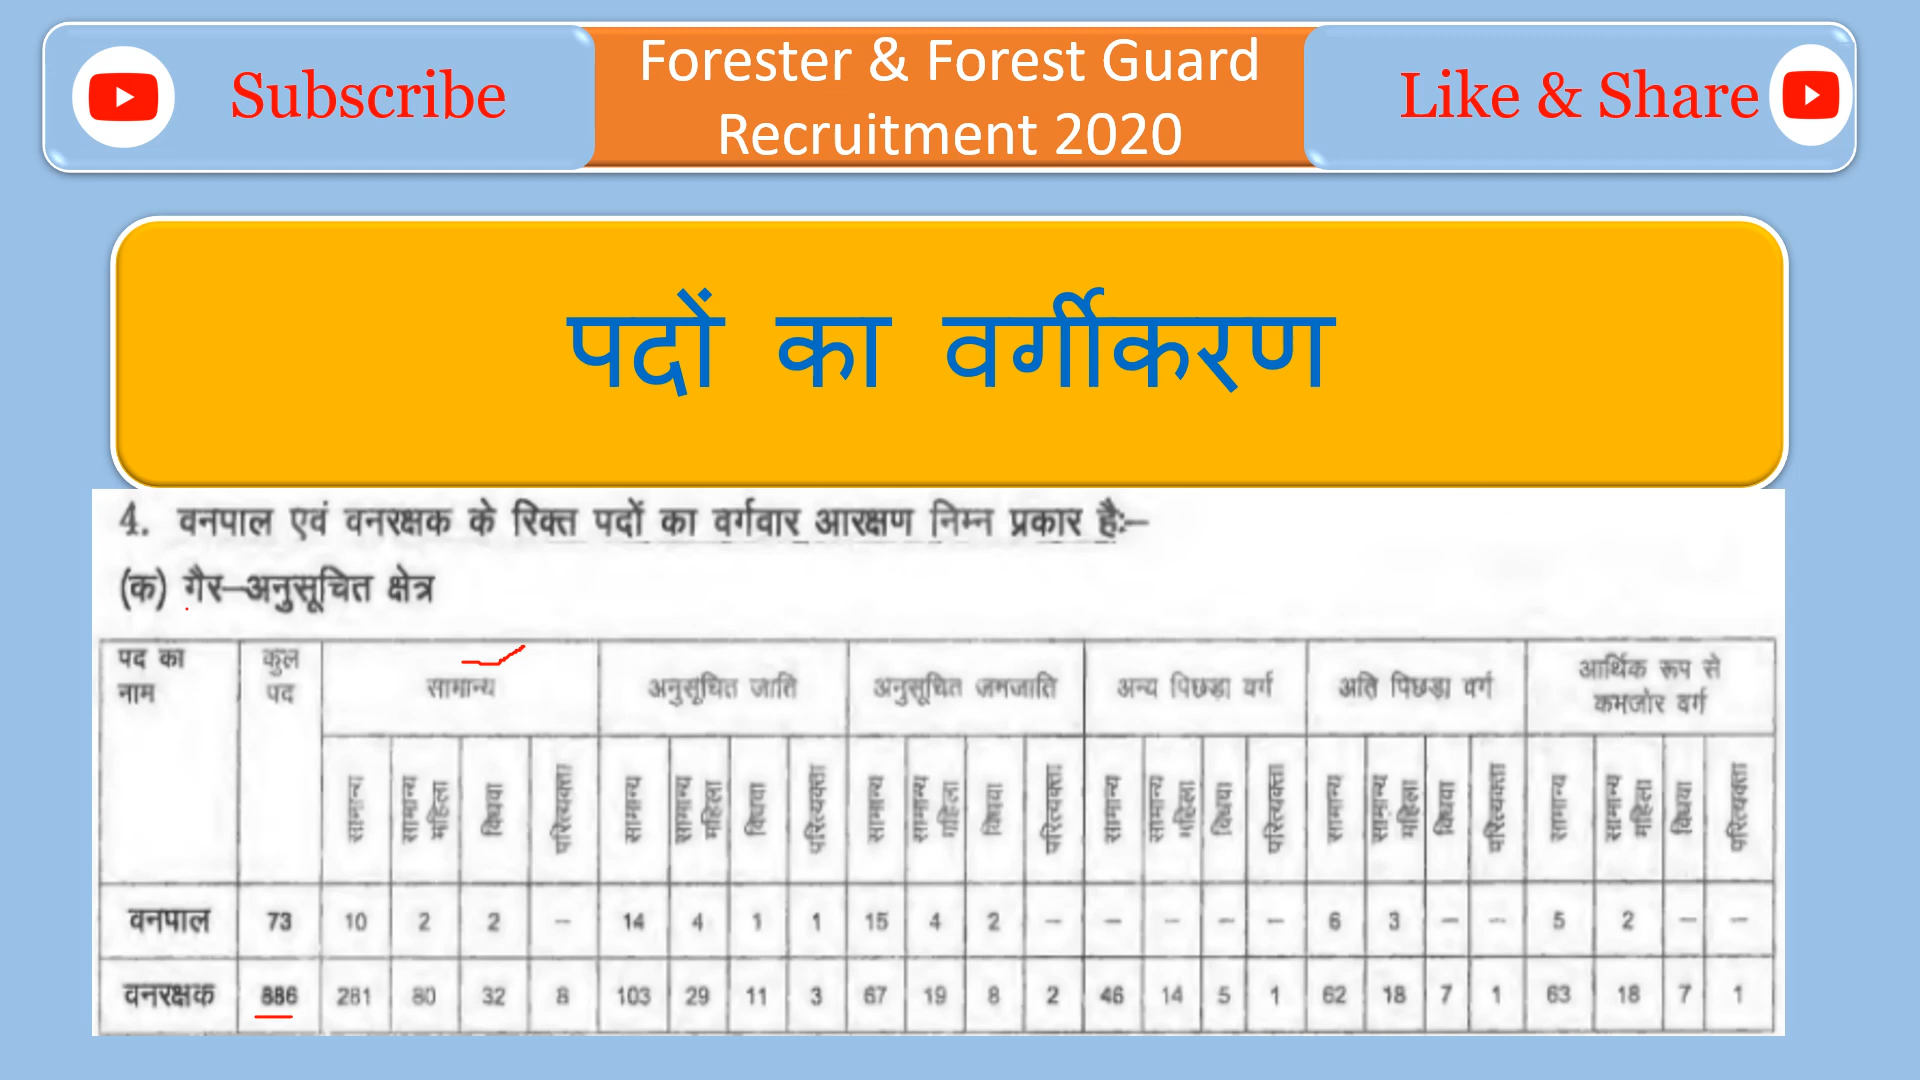 Subscribe
Forester & Forest Guard
Recruitment 2020
Like & Share
पदों का वर्गीकरण
4. वनपाल एवं वनरक्षक के रिक्त पदों का वर्गवार आरक्षण निम्न प्रकार है:–
(क) गैर–अनुसूचित क्षेत्र
पद का नाम कुल पद सामान्य अनुसूचित जाति अनुसूचित जनजाति अन्य पिछड़ा वर्ग अति पिछड़ा वर्ग आर्थिक रूप से कमजोर वर्ग
सामान्य सामान्य महिला विधवा परित्यक्ता सामान्य सामान्य महिला विधवा परित्यक्ता सामान्य सामान्य महिला विधवा परित्यक्ता सामान्य सामान्य महिला विधवा परित्यक्ता सामान्य सामान्य महिला विधवा परित्यक्ता सामान्य सामान्य महिला विधवा परित्यक्ता
वनपाल 73 10 2 2 – 14 4 1 1 15 4 2 – – – – – 6 3 – – 5 2 – –
वनरक्षक 886 281 80 32 8 103 29 11 3 67 19 8 2 46 14 5 1 62 18 7 1 63 18 7 1